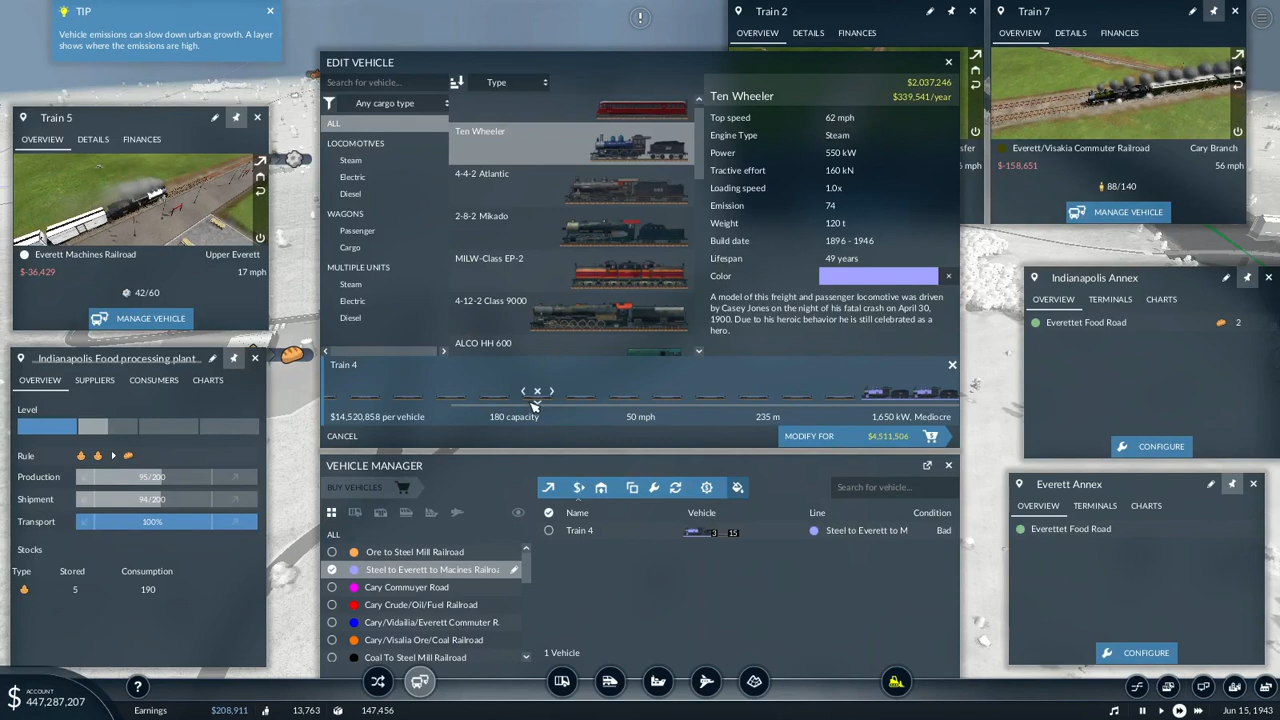 TIP
Vehicle emissions can slow down urban growth. A layer
shows where the emissions are high.
Train 5
OVERVIEW DETAILS FINANCES
Everett Machines Railroad Upper Everett
$-36,429 17 mph
42/60
MANAGE VEHICLE
Indianapolis Food processing plant
OVERVIEW SUPPLIERS CONSUMERS CHARTS
Level
Rule
Production 95/200
Shipment 94/200
Transport 100%
Stocks
Type Stored Consumption
5 190
EDIT VEHICLE
Search for vehicle... Type
Any cargo type
ALL
LOCOMOTIVES
Steam
Electric
Diesel
WAGONS
Passenger
Cargo
MULTIPLE UNITS
Steam
Electric
Diesel
Ten Wheeler
4-4-2 Atlantic
2-8-2 Mikado
MILW-Class EP-2
4-12-2 Class 9000
ALCO HH 600
$2,037,246
$339,541/year
Ten Wheeler
Top speed 62 mph
Engine Type Steam
Power 550 kW
Tractive effort 160 kN
Loading speed 1.0x
Emission 74
Weight 120 t
Build date 1896 - 1946
Lifespan 49 years
Color
A model of this freight and passenger locomotive was driven
by Casey Jones on the night of his fatal crash on April 30,
1900. Due to his heroic behavior he is still celebrated as a
hero.
Train 4
$14,520,858 per vehicle 180 capacity 50 mph 235 m 1,650 kW, Mediocre
CANCEL MODIFY FOR $4,511,506
VEHICLE MANAGER
BUY VEHICLES Search for vehicle...
ALL
Ore to Steel Mill Railroad
Steel to Everett to Macines Railro
Cary Commuyer Road
Cary Crude/Oil/Fuel Railroad
Cary/Vidailia/Everett Commuter R
Cary/Visalia Ore/Coal Railroad
Coal To Steel Mill Railroad
Name Vehicle Line Condition
Train 4 3 15 Steel to Everett to M Bad
1 Vehicle
Train 2
OVERVIEW DETAILS FINANCES
sfer
mph
Train 7
OVERVIEW DETAILS FINANCES
Everett/Visakia Commuter Railroad Cary Branch
$-158,651 56 mph
88/140
MANAGE VEHICLE
Indianapolis Annex
OVERVIEW TERMINALS CHARTS
Everettet Food Road 2
CONFIGURE
Everett Annex
OVERVIEW TERMINALS CHARTS
Everettet Food Road
CONFIGURE
$ ACCOUNT
447,287,207
?
Earnings $208,911 13,763 147,456 Jun 15, 1943